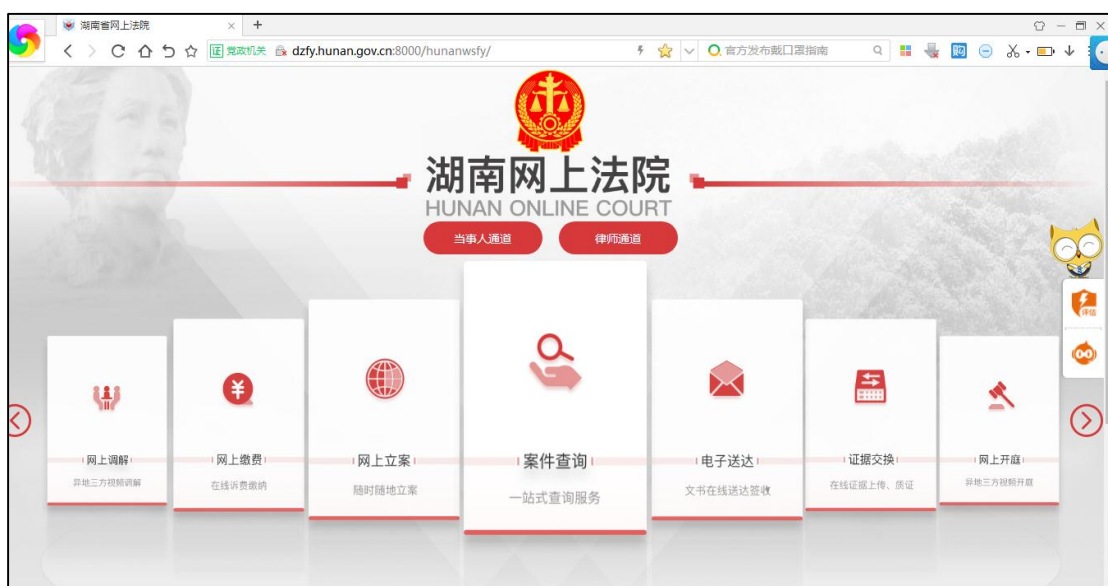 湖南省网上法院
证 党政机关 dzfy.hunan.gov.cn:8000/hunanwsfy/
官方发布戴口罩指南
购
湖南网上法院
HUNAN ONLINE COURT
当事人通道 律师通道
评估
网上调解 网上缴费 网上立案 案件查询 电子送达 证据交换 网上开庭
异地三方视频调解 在线诉费缴纳 随时随地立案 一站式查询服务 文书在线送达签收 在线证据上传、质证 异地三方视频开庭